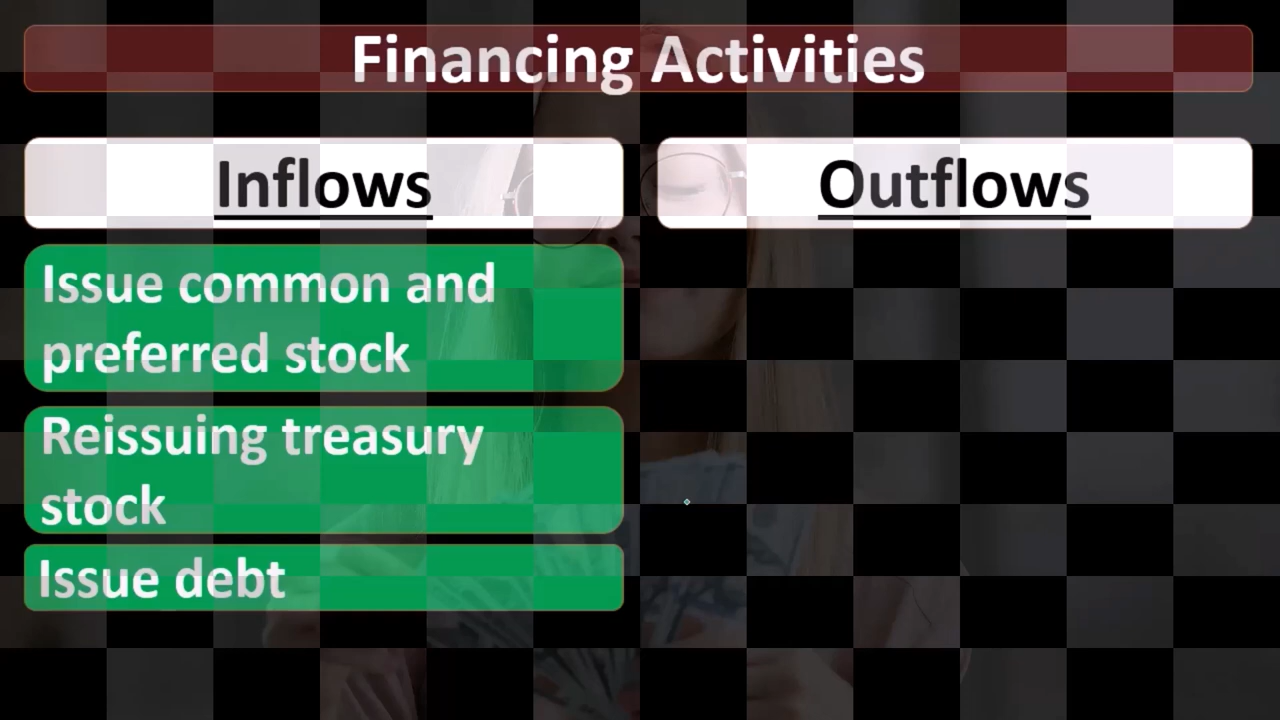 Financing Activities
Inflows
Outflows
Issue common and
preferred stock
Reissuing treasury
stock
Issue debt